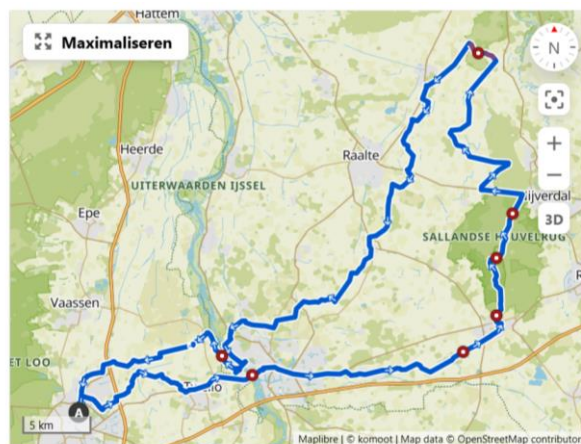 Hattem
Maximaliseren
N
Heerde
Raalte
3D
UITERWAARDEN IJSSEL
Epe
ijverdal
SALLANDSE HEUVELRUG
Vaassen
R
ET LOO
A
5 km
Maplibre | © komoot | Map data © OpenStreetMap contributor